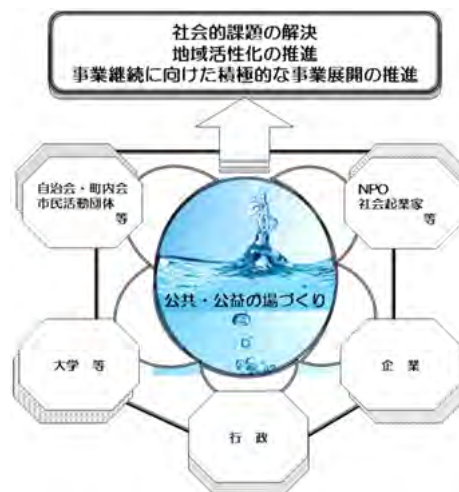 社会的課題の解決
地域活性化の推進
事業継続に向けた積極的な事業展開の推進
自治会・町内会
市民活動団体
等
NPO
社会起業家
等
公共・公益の場づくり
大学 等
企 業
行 政